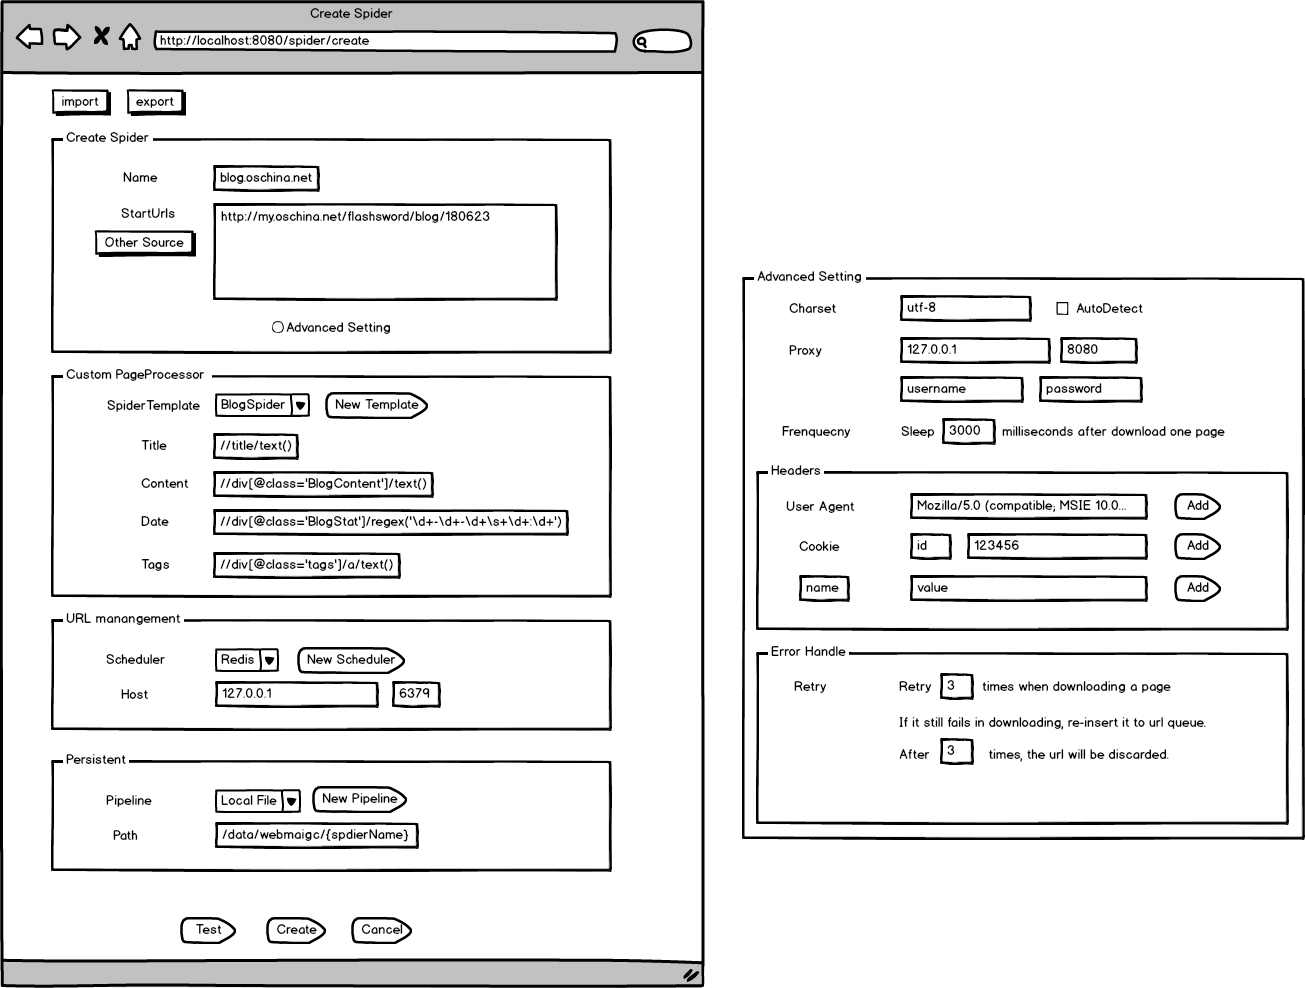 Create Spider
http://localhost:8080/spider/create
import export
Create Spider
Name blog.oschina.net
StartUrls http://my.oschina.net/flashsword/blog/180623
Other Source
Advanced Setting
Custom PageProcessor
SpiderTemplate BlogSpider New Template
Title //title/text()
Content //div[@class='BlogContent']/text()
Date //div[@class='BlogStat']/regex('\d+-\d+-\d+\s+\d+:\d+')
Tags //div[@class='tags']/a/text()
URL manangement
Scheduler Redis New Scheduler
Host 127.0.0.1 6379
Persistent
Pipeline Local File New Pipeline
Path /data/webmaigc/{spdierName}
Test Create Cancel
Advanced Setting
Charset utf-8 AutoDetect
Proxy 127.0.0.1 8080
username password
Frenquecny Sleep 3000 milliseconds after download one page
Headers
User Agent Mozilla/5.0 (compatible; MSIE 10.0... Add
Cookie id 123456 Add
name value Add
Error Handle
Retry Retry 3 times when downloading a page
If it still fails in downloading, re-insert it to url queue.
After 3 times, the url will be discarded.